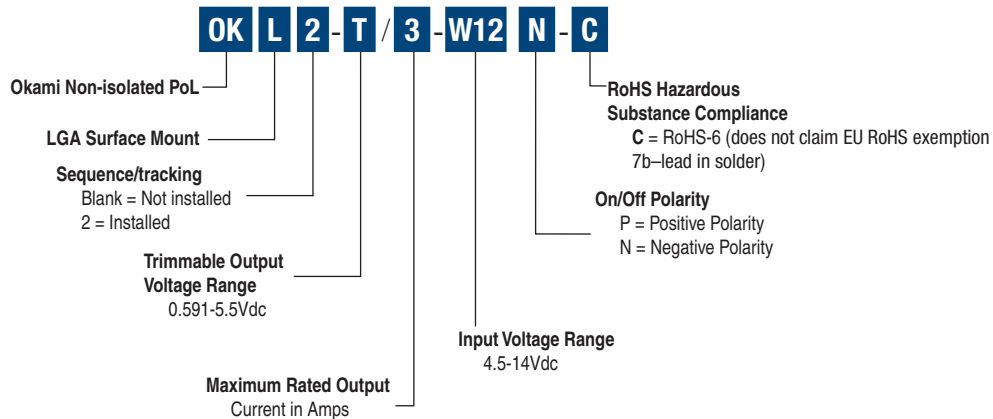 OK L 2 - T / 3 - W12 N - C
Okami Non-isolated PoL
LGA Surface Mount
Sequence/tracking
Blank = Not installed
2 = Installed
Trimmable Output
Voltage Range
0.591-5.5Vdc
Maximum Rated Output
Current in Amps
Input Voltage Range
4.5-14Vdc
On/Off Polarity
P = Positive Polarity
N = Negative Polarity
RoHS Hazardous
Substance Compliance
C = RoHS-6 (does not claim EU RoHS exemption
7b–lead in solder)